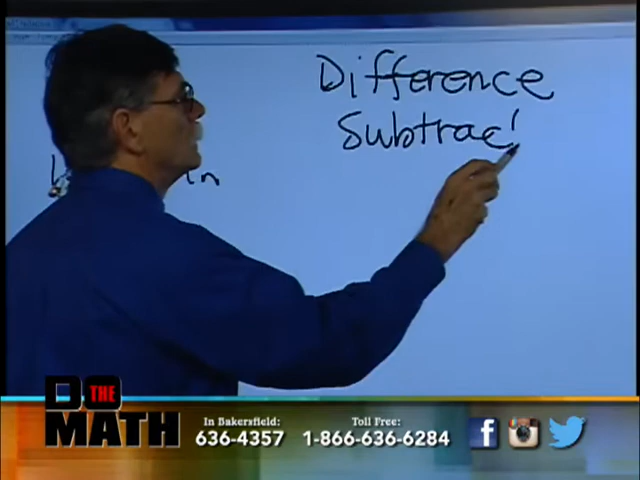 Difference
Subtrac
DO THE MATH
In Bakersfield:
636-4357
Toll Free:
1-866-636-6284